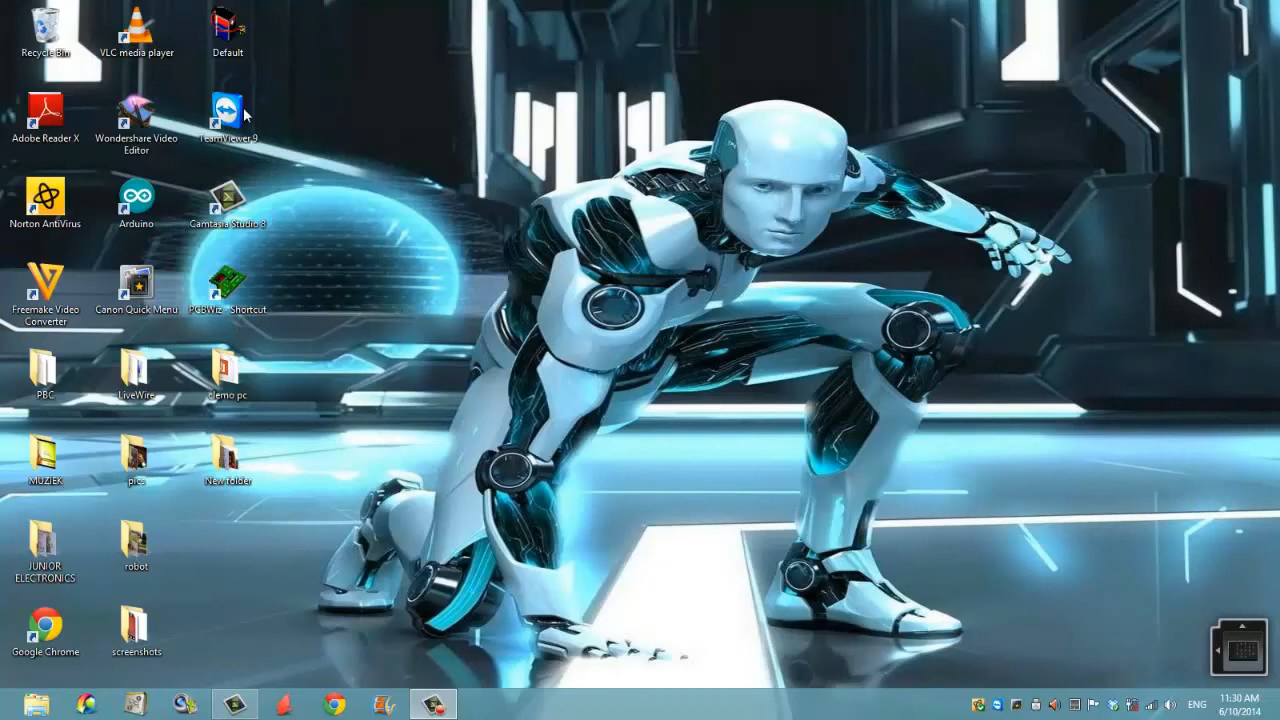 Recycle Bin
VLC media player
Default
Adobe Reader X
Wondershare Video
Editor
TeamViewer 9
Norton AntiVirus
Arduino
Camtasia Studio 8
Freemake Video
Converter
Canon Quick Menu
PCBWiz - Shortcut
PBC
LiveWire
demo pc
MUZIEK
pics
New folder
JUNIOR
ELECTRONICS
robot
Google Chrome
screenshots
ENG
11:30 AM
6/10/2014